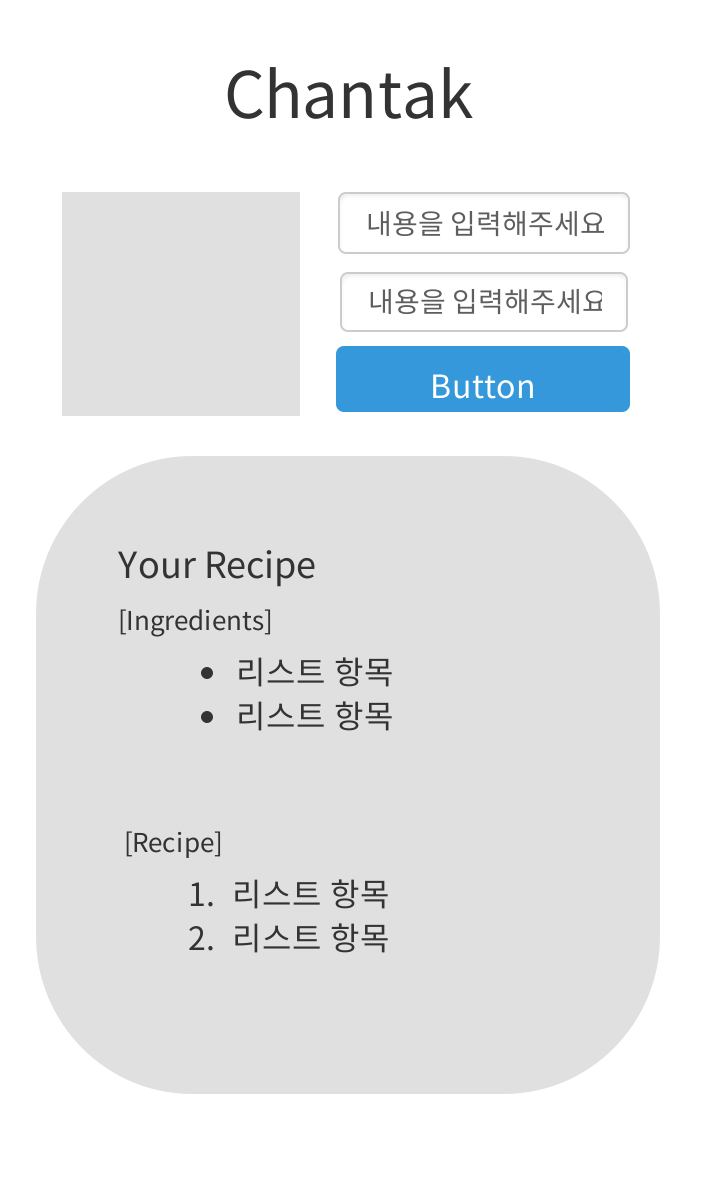 Chantak
내용을 입력해주세요
내용을 입력해주세요
Button
Your Recipe
[Ingredients]
• 리스트 항목
• 리스트 항목
[Recipe]
1. 리스트 항목
2. 리스트 항목